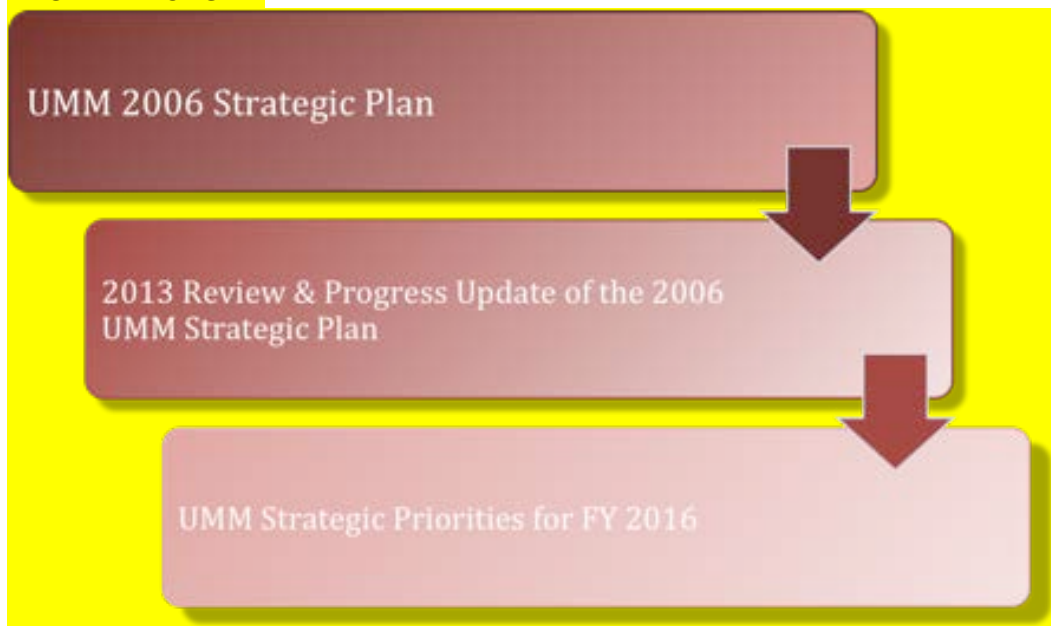 UMM 2006 Strategic Plan
2013 Review & Progress Update of the 2006
UMM Strategic Plan
UMM Strategic Priorities for FY 2016